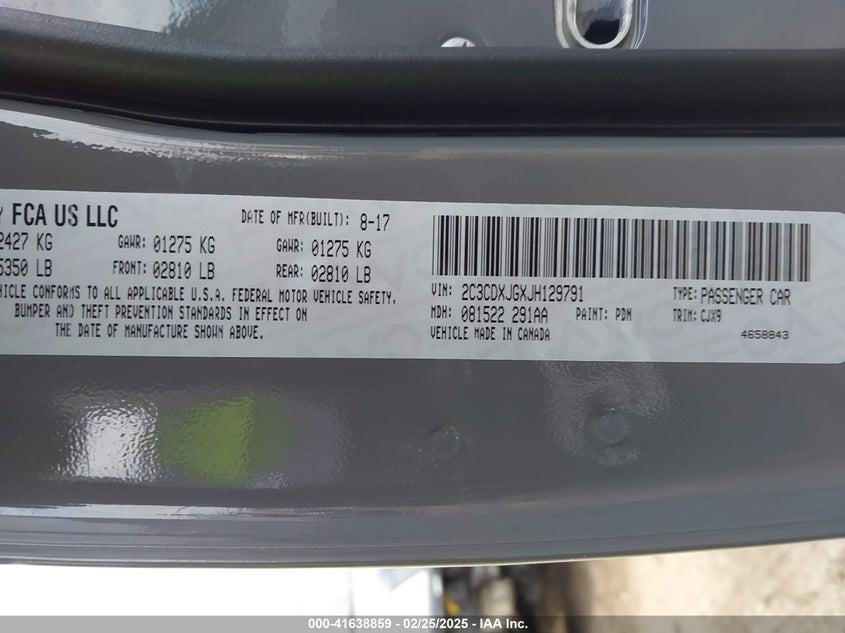 FCA US LLC
DATE OF MFR(BUILT): 8-17
2427 KG GAWR: 01275 KG GAWR: 01275 KG
5350 LB FRONT: 02810 LB REAR: 02810 LB
VEHICLE CONFORMS TO ALL APPLICABLE U.S.A. FEDERAL MOTOR VEHICLE SAFETY,
BUMPER AND THEFT PREVENTION STANDARDS IN EFFECT ON
THE DATE OF MANUFACTURE SHOWN ABOVE.
VIN: 2C3CDXJGXJH129791 TYPE: PASSENGER CAR
MDH: 081522 291AA PAINT: PDN TRIM: CJX9
VEHICLE MADE IN CANADA 4658843
000-41638859 - 02/25/2025 - IAA Inc.